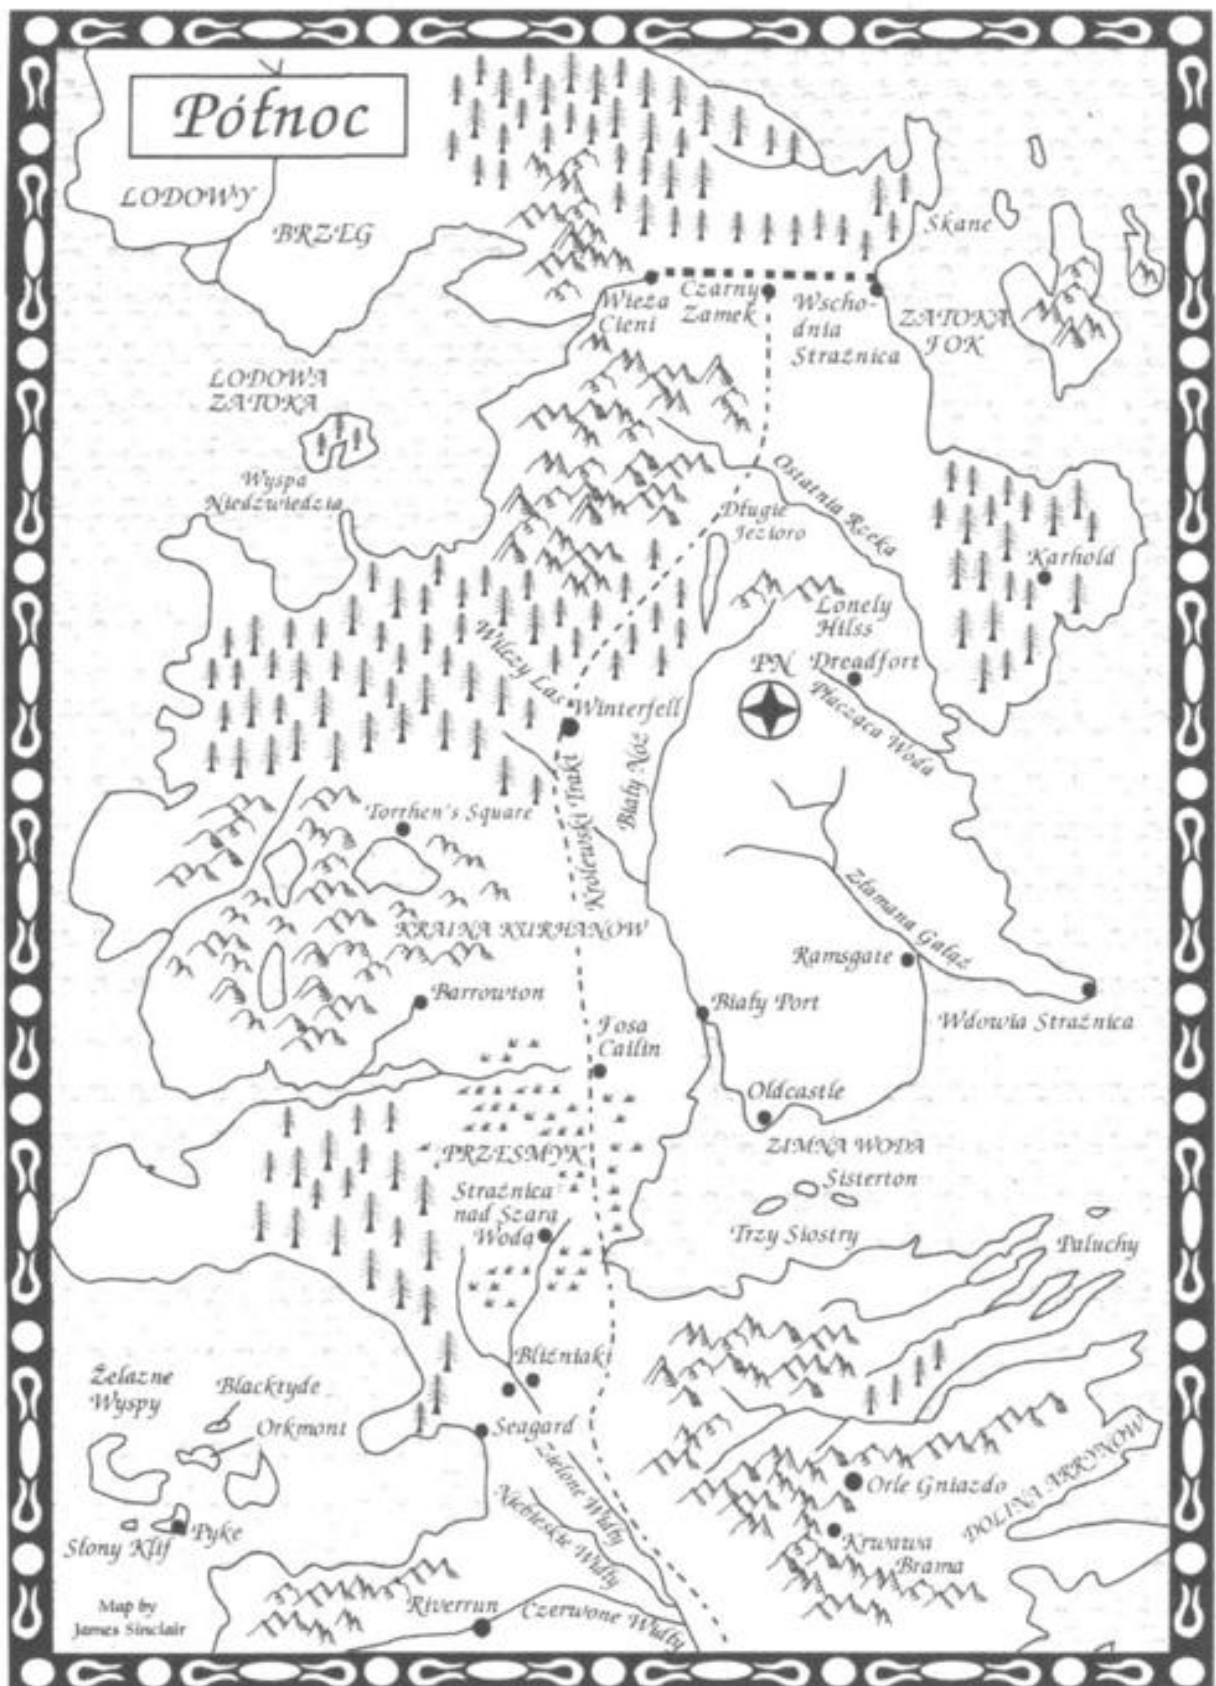 Północ
LODOWY
BRZEG
Skane
Wieża
Cieni
Czarny
Zamek
Wscho-
dnia
Strażnica
ZATOKA
FOK
LODOWA
ZATOKA
Wyspa
Niedźwiedzia
Ostatnia Rzeka
Długie
Jezioro
Karhold
Lonely
Hilss
PN
Dreadfort
Wilczy Las
Winterfell
Płacząca Woda
Biały Nóż
Królewski Trakt
Torrhen's Square
Złamana Gałąź
KRAINA KURHANÓW
Ramsgate
Barrowton
Biały Port
Wdowia Strażnica
Fosa
Cailin
Oldcastle
ZIMNA WODA
PRZESMYK
Sisterton
Strażnica
nad Szarą
Wodą
Trzy Siostry
Paluchy
Bliźniaki
Żelazne
Wyspy
Blacktyde
Orkmont
Seagard
Zielone Widły
Orle Gniazdo
DOLINA ARRYNÓW
Niebieskie Widły
Pyke
Słony Klif
Krwawa
Brama
Map by
James Sinclair
Riverrun
Czerwone Widły